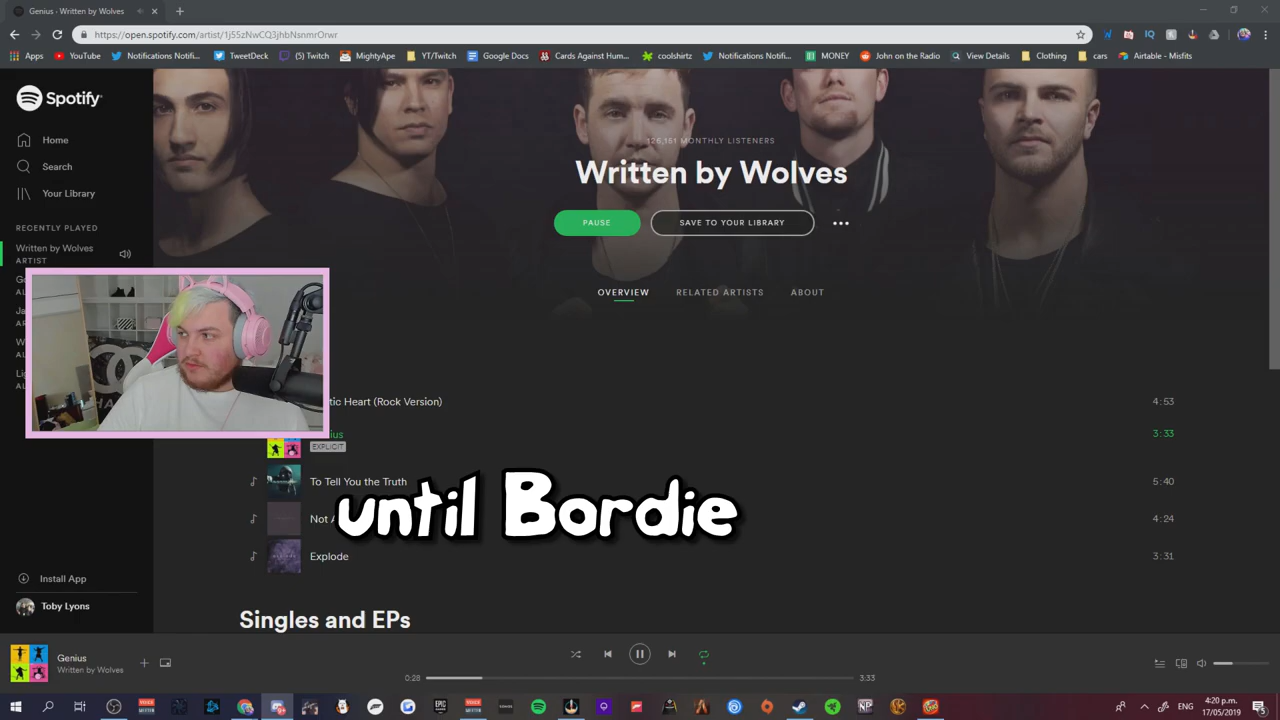 Genius - Written by Wolves
https://open.spotify.com/artist/1j55zNwCQ3jhbNsnmrOrwr
Apps YouTube Notifications Notifi... TweetDeck (5) Twitch MightyApe YT/Twitch Google Docs Cards Against Hum... coolshirtz Notifications Notifi... MONEY John on the Radio View Details Clothing cars Airtable - Misfits
Spotify
Home
Search
Your Library
RECENTLY PLAYED
Written by Wolves
ARTIST
126,151 MONTHLY LISTENERS
Written by Wolves
PAUSE SAVE TO YOUR LIBRARY
OVERVIEW RELATED ARTISTS ABOUT
Heart (Rock Version) 4:53
3:33
EXPLICIT
To Tell You the Truth 5:40
Not 4:24
until Bordie
Explode 3:31
Singles and EPs
Install App
Toby Lyons
Genius
Written by Wolves
0:28 3:33
ENG
4:20 p.m.
17/05/2019